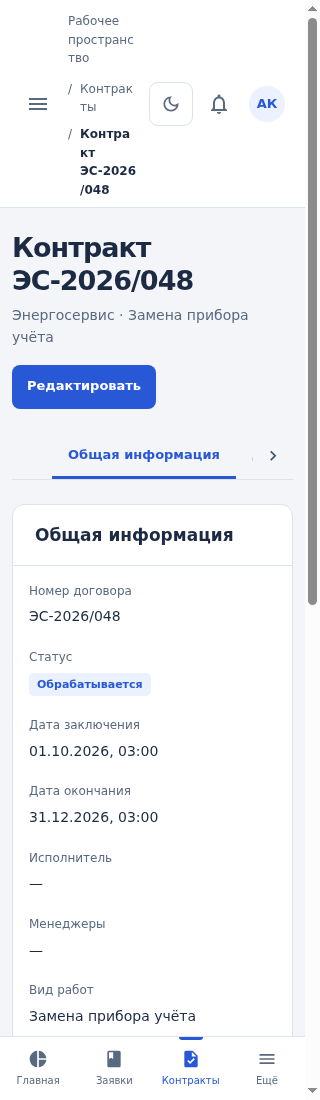 Рабочее
пространс
тво
/ Контрак
ты
/ Контра
кт
ЭС-2026
/048
АК
Контракт
ЭС-2026/048
Энергосервис · Замена прибора
учёта
Редактировать
Общая информация
Общая информация
Номер договора
ЭС-2026/048
Статус
Обрабатывается
Дата заключения
01.10.2026, 03:00
Дата окончания
31.12.2026, 03:00
Исполнитель
—
Менеджеры
—
Вид работ
Замена прибора учёта
Главная
Заявки
Контракты
Ещё